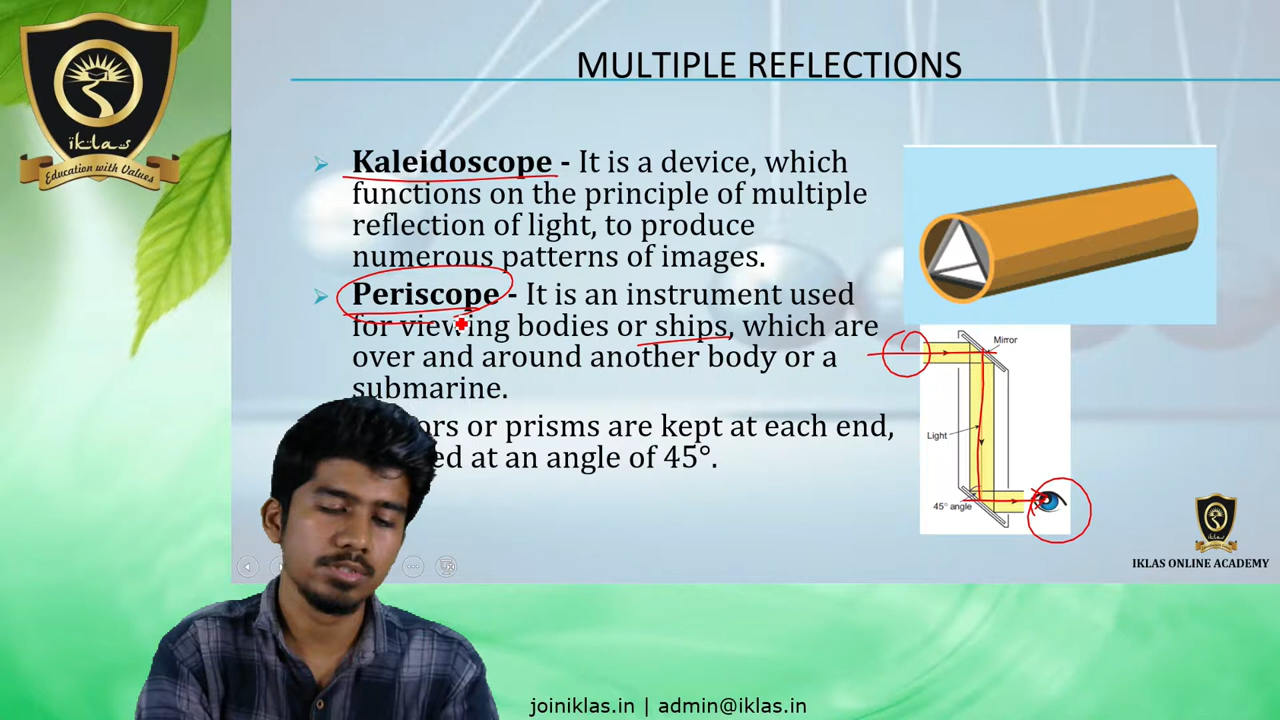 iklas
Education with Values
MULTIPLE REFLECTIONS
Kaleidoscope - It is a device, which
functions on the principle of multiple
reflection of light, to produce
numerous patterns of images.
Periscope - It is an instrument used
for viewing bodies or ships, which are
over and around another body or a
submarine.
or prisms are kept at each end,
at an angle of 45°.
Mirror
Light
45° angle
IKLAS ONLINE ACADEMY
joiniklas.in | admin@iklas.in